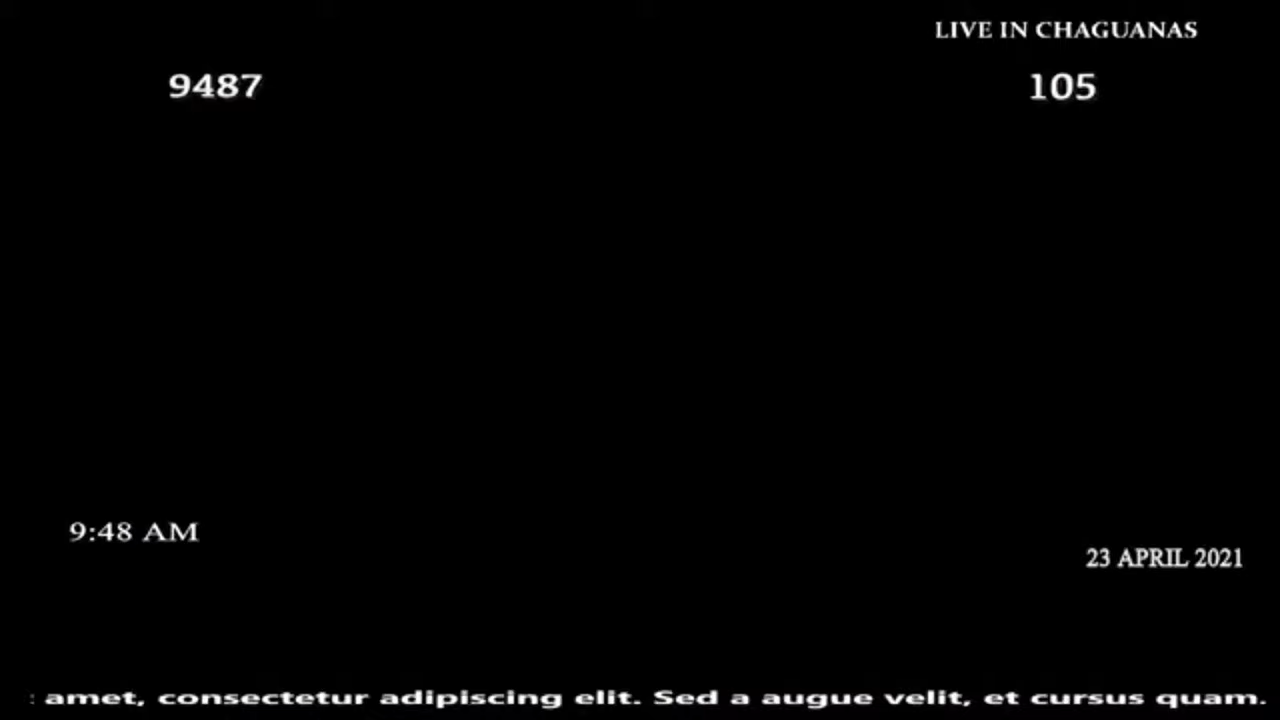 LIVE IN CHAGUANAS
9487
105
9:48 AM
23 APRIL 2021
amet, consectetur adipiscing elit. Sed a augue velit, et cursus quam.